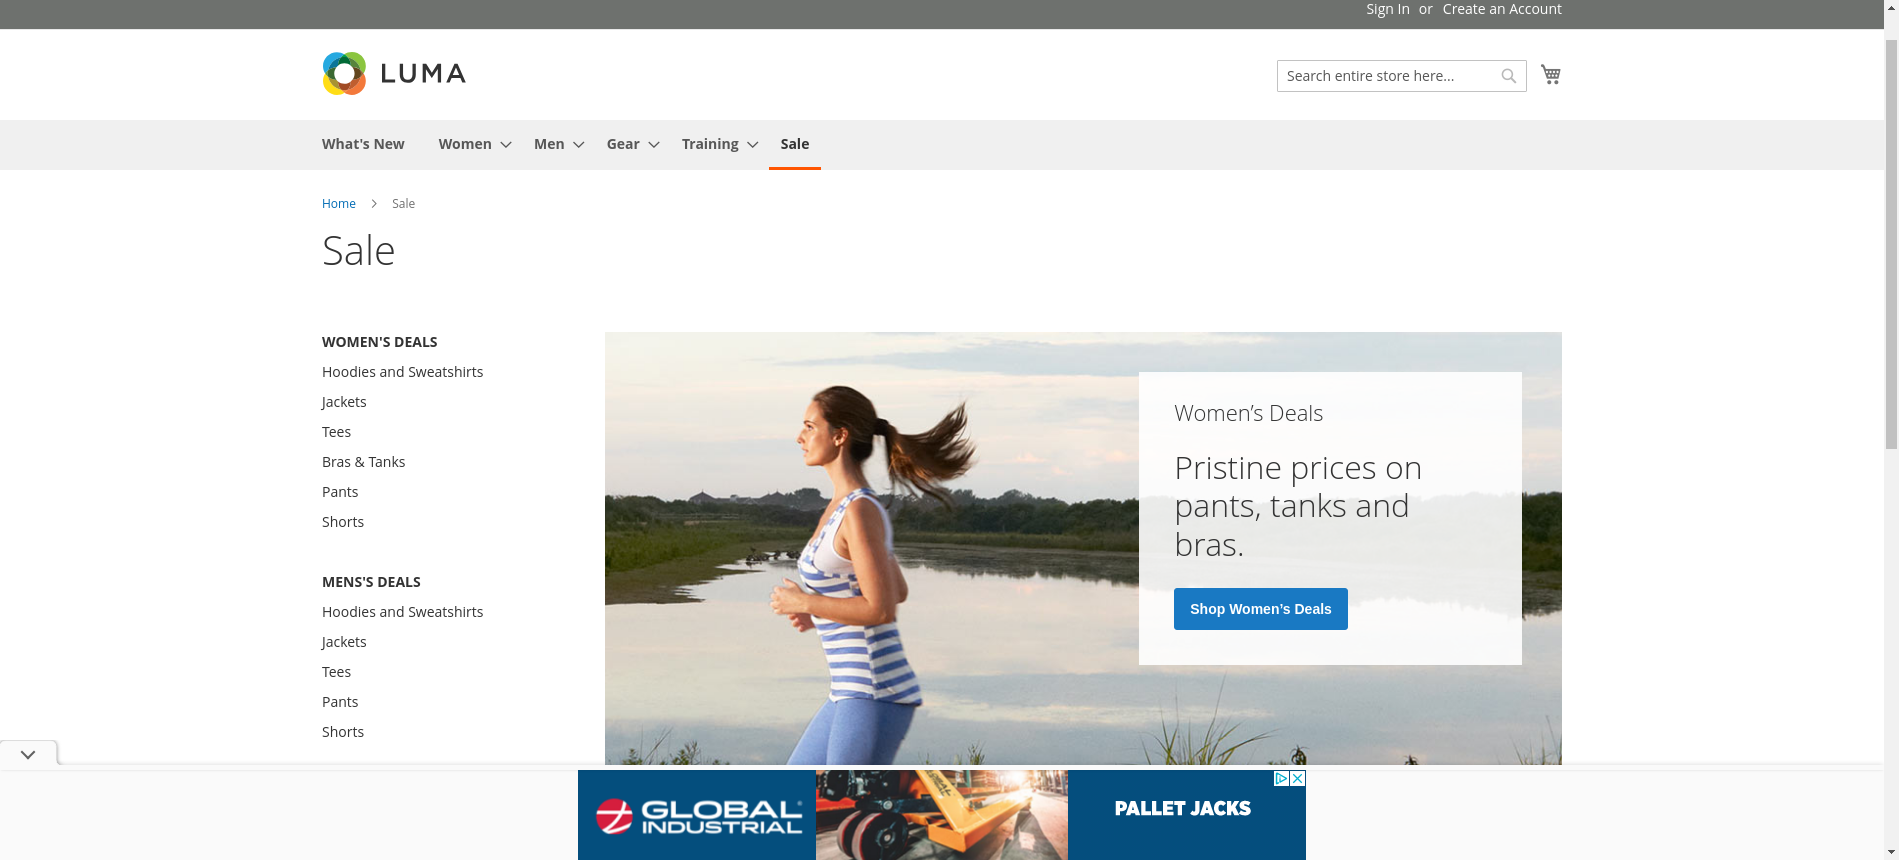 Sign In or Create an Account
LUMA
Search entire store here...
What's New Women Men Gear Training Sale
Home Sale
Sale
WOMEN'S DEALS
Hoodies and Sweatshirts
Jackets
Tees
Bras & Tanks
Pants
Shorts
MENS'S DEALS
Hoodies and Sweatshirts
Jackets
Tees
Pants
Shorts
Women’s Deals
Pristine prices on
pants, tanks and
bras.
Shop Women’s Deals
GLOBAL
INDUSTRIAL
PALLET JACKS